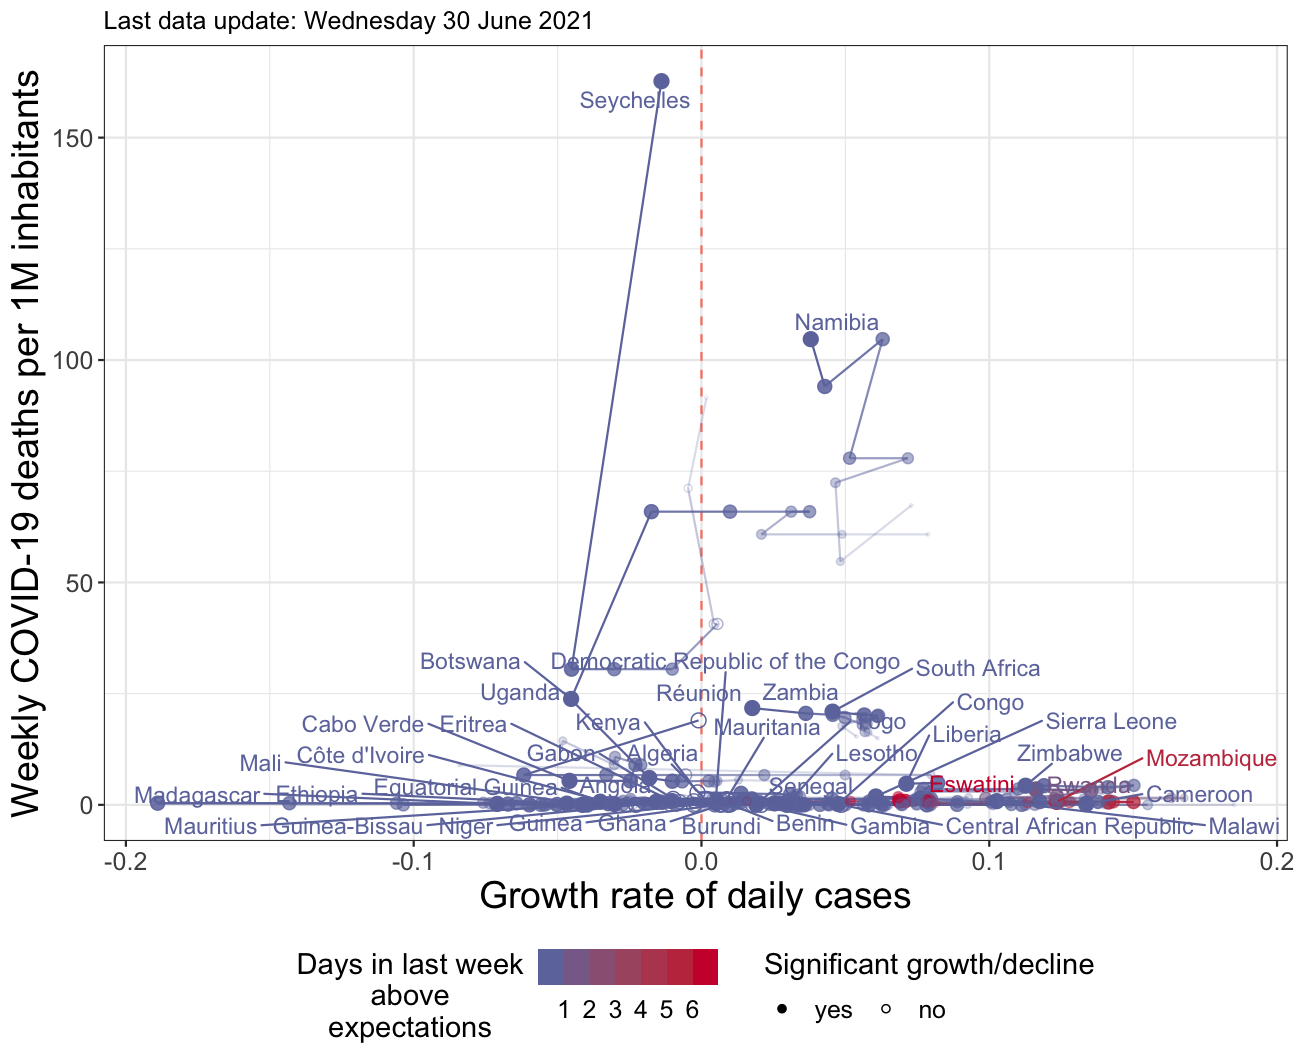 Last data update: Wednesday 30 June 2021
Weekly COVID-19 deaths per 1M inhabitants
150
100
50
0
Seychelles
Namibia
Botswana
Democratic Republic of the Congo
South Africa
Uganda
Réunion
Zambia
Congo
Cabo Verde
Eritrea
Kenya
Mauritania
Togo
Liberia
Sierra Leone
Mali
Côte d'Ivoire
Gabon
Algeria
Lesotho
Zimbabwe
Mozambique
Madagascar
Ethiopia
Equatorial Guinea
Angola
Senegal
Eswatini
Rwanda
Cameroon
Mauritius
Guinea-Bissau
Niger
Guinea
Ghana
Burundi
Benin
Gambia
Central African Republic
Malawi
-0.2
-0.1
0.0
0.1
0.2
Growth rate of daily cases
Days in last week
above
expectations
1 2 3 4 5 6
Significant growth/decline
yes
no